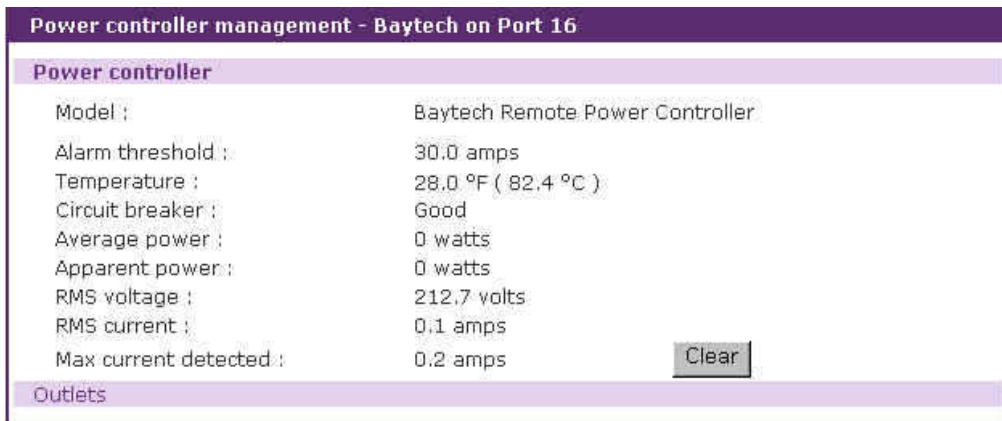 Power controller management - Baytech on Port 16
Power controller
Model : Baytech Remote Power Controller
Alarm threshold : 30.0 amps
Temperature : 28.0 ºF ( 82.4 ºC )
Circuit breaker : Good
Average power : 0 watts
Apparent power : 0 watts
RMS voltage : 212.7 volts
RMS current : 0.1 amps
Max current detected : 0.2 amps Clear
Outlets